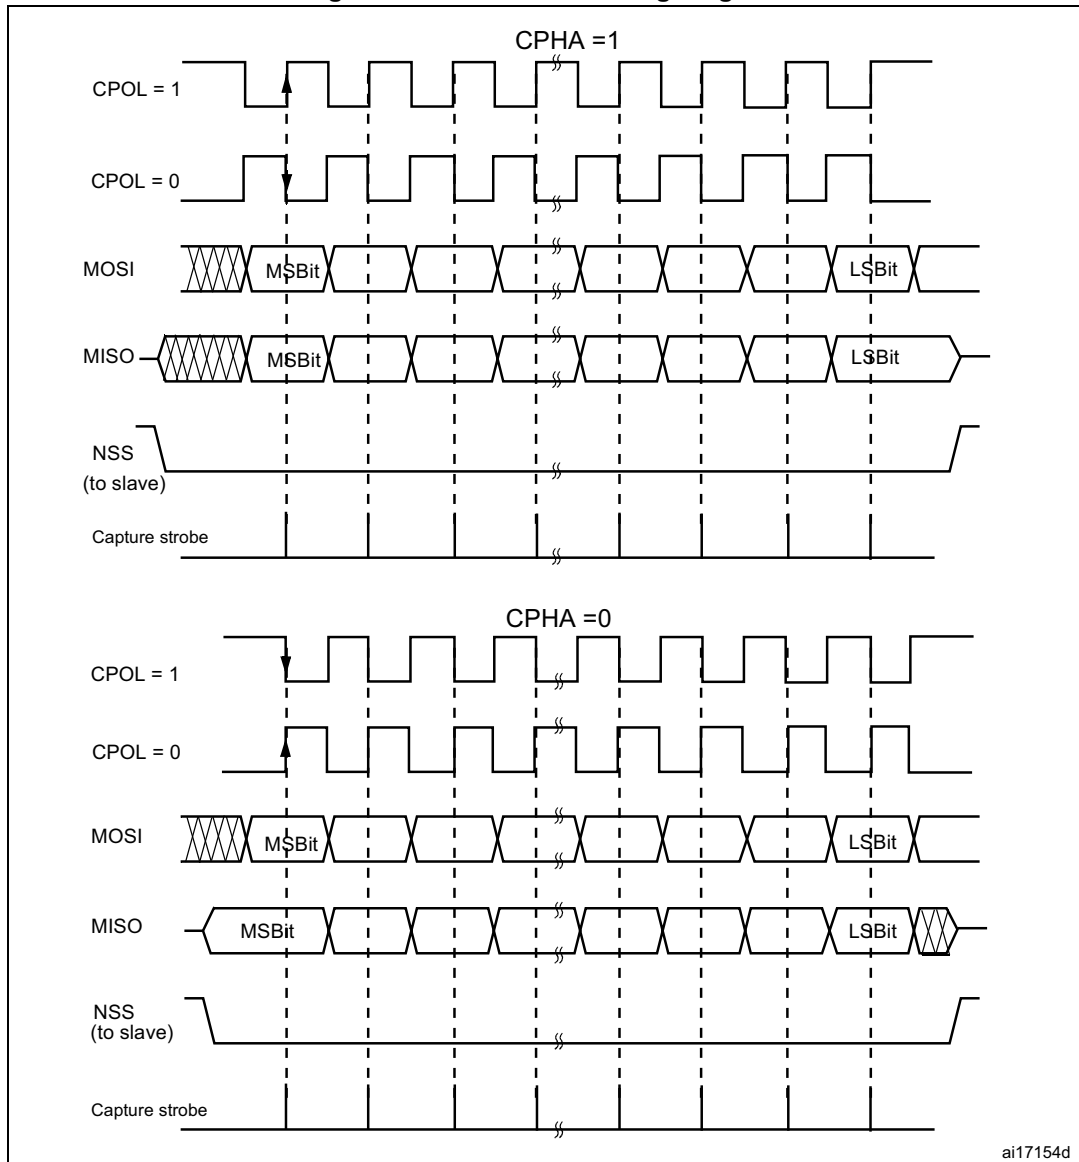 CPHA =1
CPOL = 1
CPOL = 0
MOSI MSBit LSBit
MISO MSBit LSBit
NSS
(to slave)
Capture strobe
CPHA =0
CPOL = 1
CPOL = 0
MOSI MSBit LSBit
MISO MSBit LSBit
NSS
(to slave)
Capture strobe
ai17154d